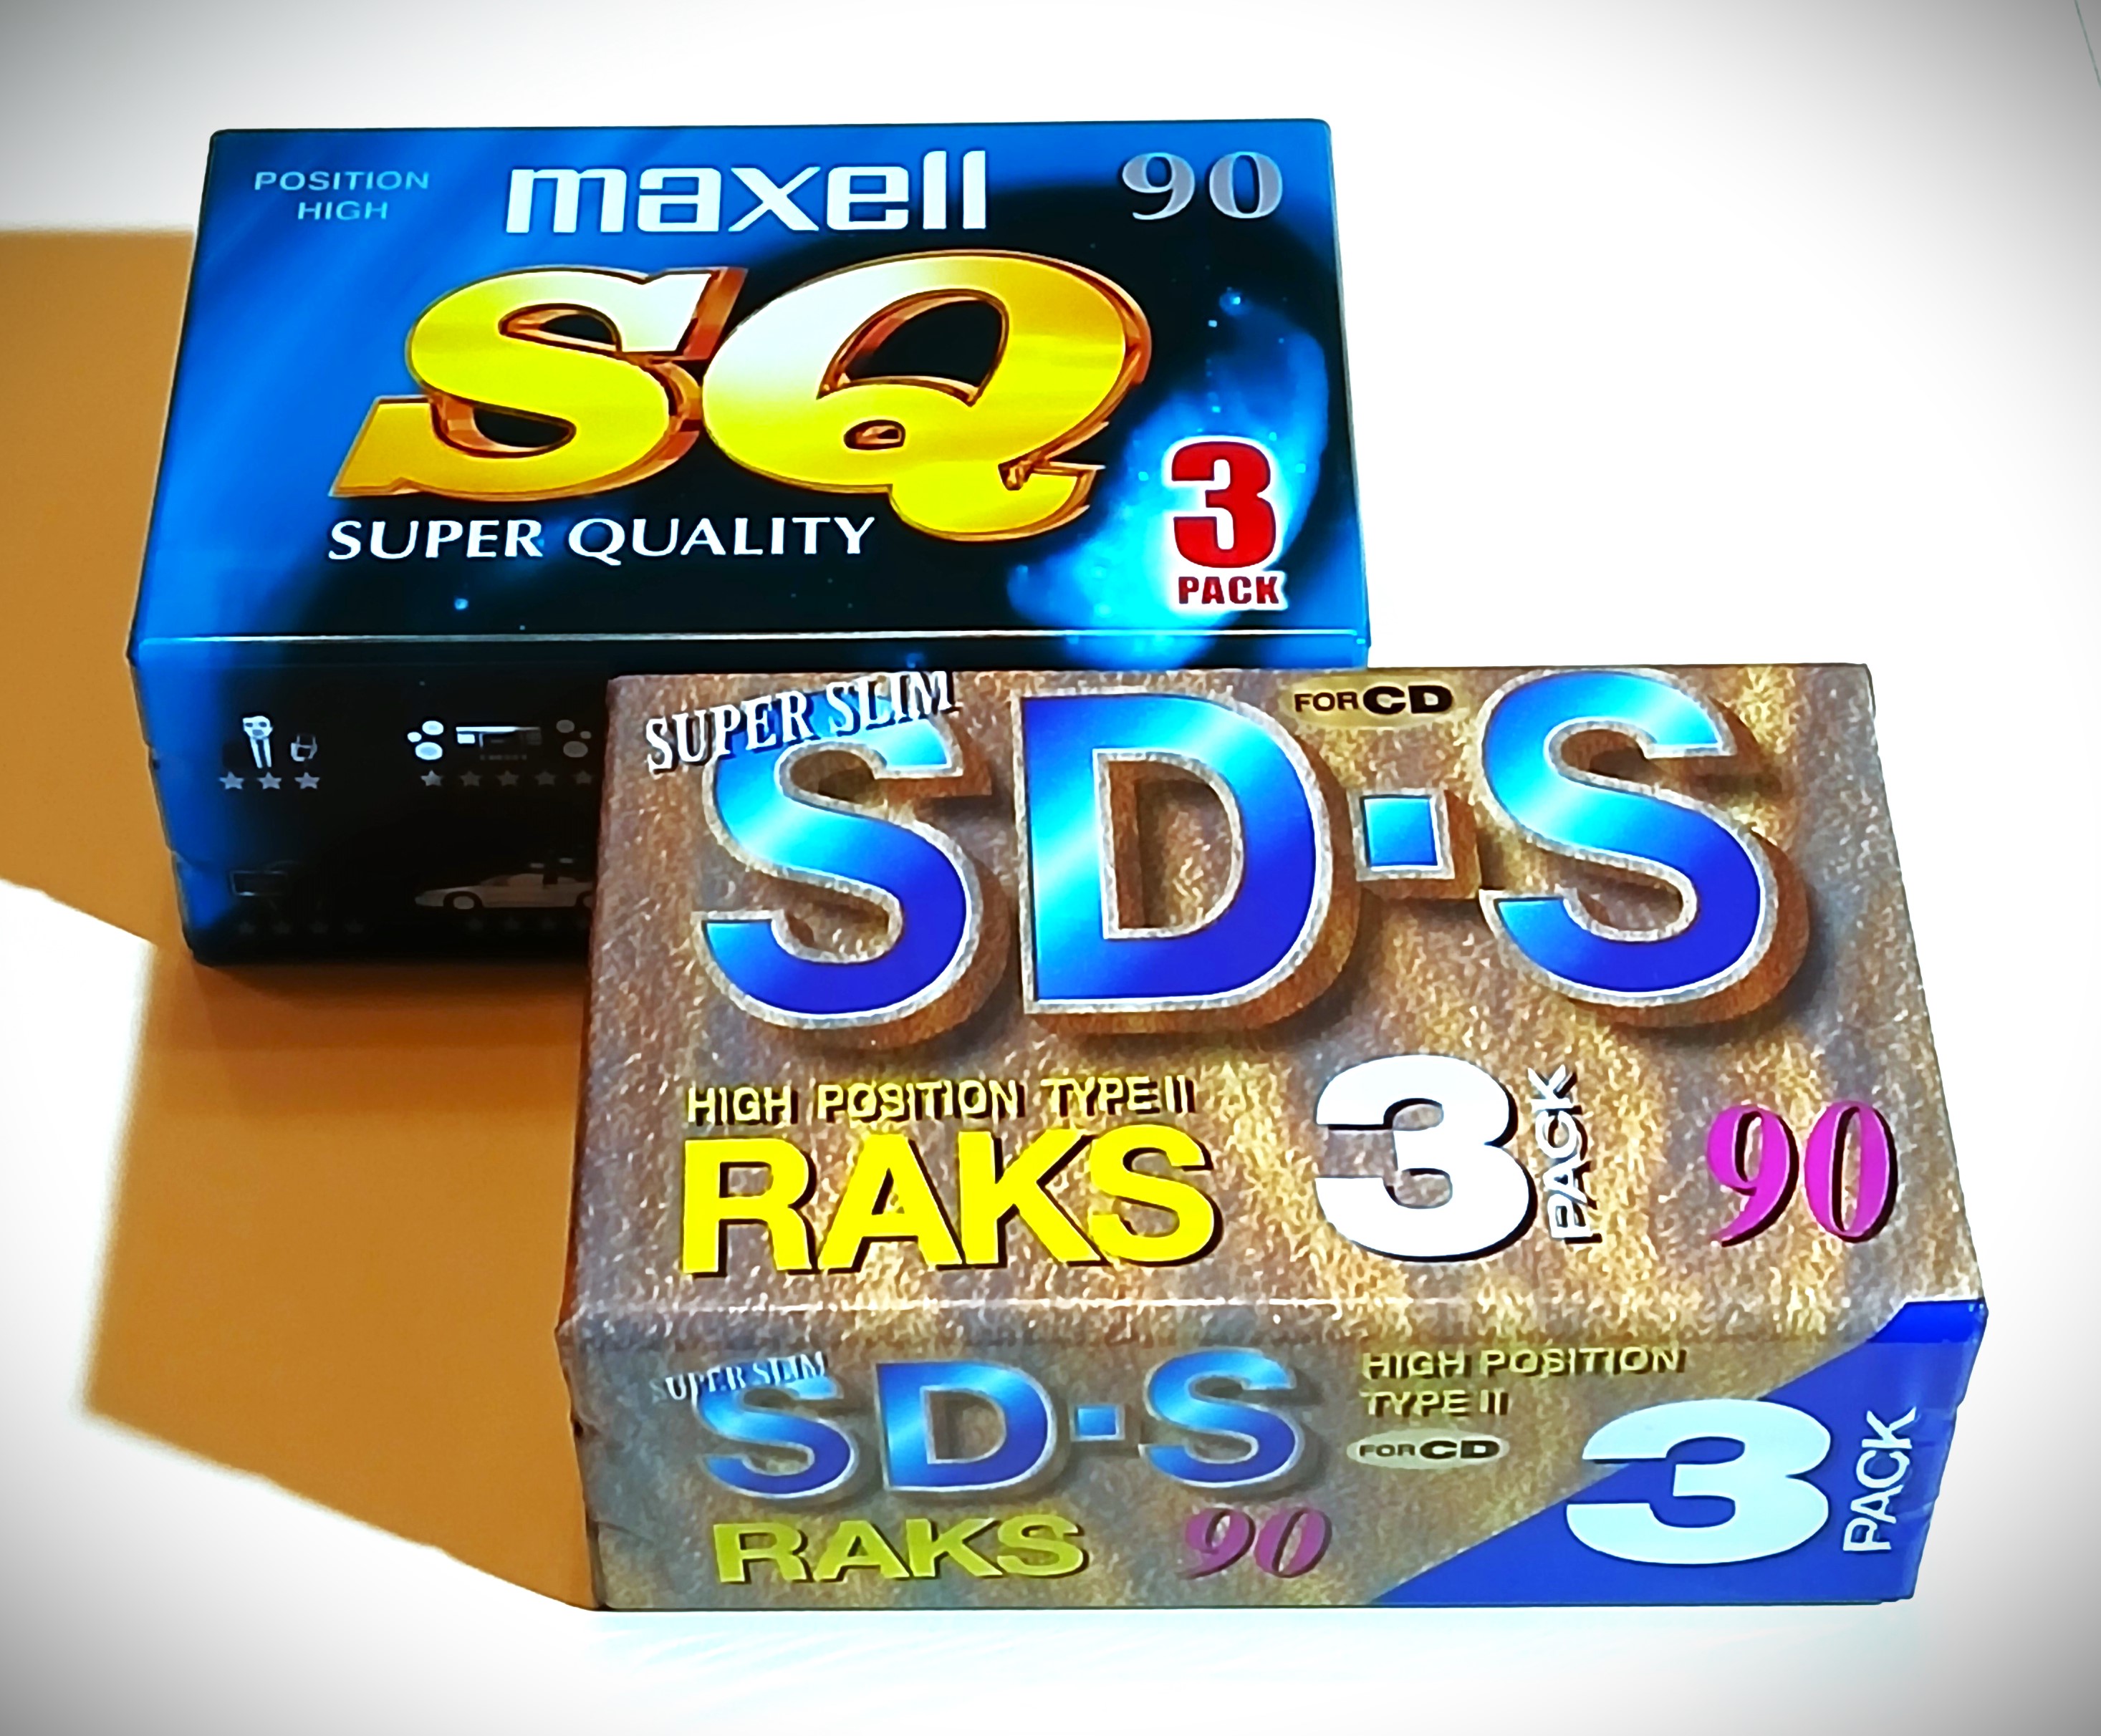 POSITION HIGH
maxell
90
SQ
SUPER QUALITY
3 PACK
SUPER SLIM
FOR CD
SD·S
HIGH POSITION TYPE II
RAKS
3 PACK
90
SUPER SLIM
SD·S
HIGH POSITION
TYPE II
FOR CD
RAKS
90
3 PACK